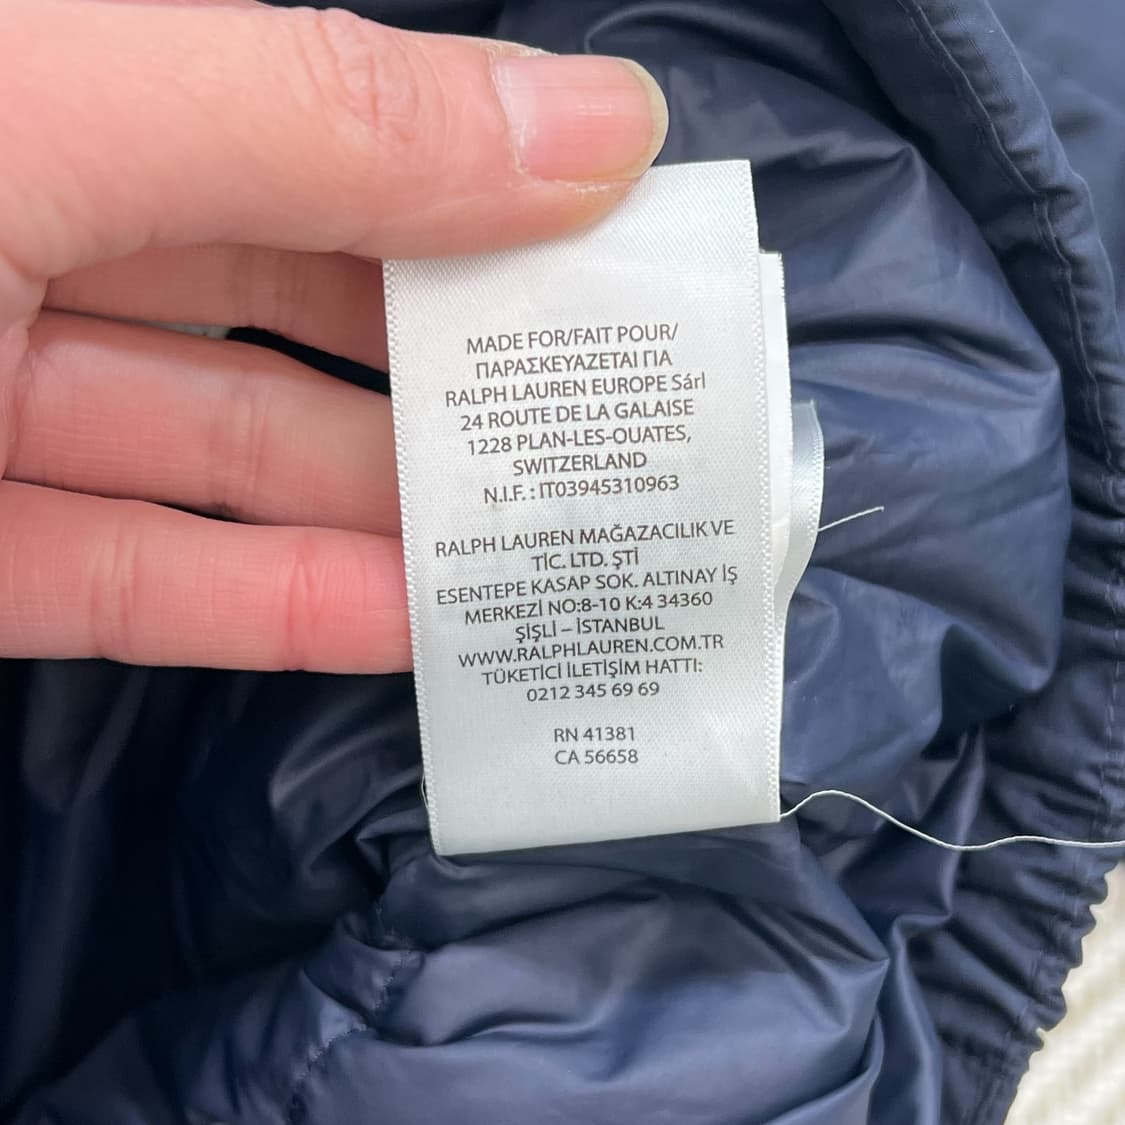 MADE FOR/FAIT POUR/
ΠΑΡΑΣΚΕΥΑΖΕΤΑΙ ΓΙΑ
RALPH LAUREN EUROPE Sárl
24 ROUTE DE LA GALAISE
1228 PLAN-LES-OUATES,
SWITZERLAND
N.I.F. : IT03945310963
RALPH LAUREN MAĞAZACILIK VE
TİC. LTD. ŞTİ
ESENTEPE KASAP SOK. ALTINAY İŞ
MERKEZİ NO:8-10 K:4 34360
ŞİŞLİ – İSTANBUL
WWW.RALPHLAUREN.COM.TR
TÜKETİCİ İLETİŞİM HATTI:
0212 345 69 69
RN 41381
CA 56658